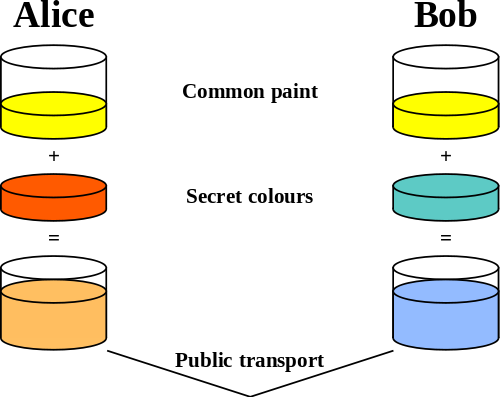 Alice Bob
Common paint
+ +
Secret colours
= =
Public transport